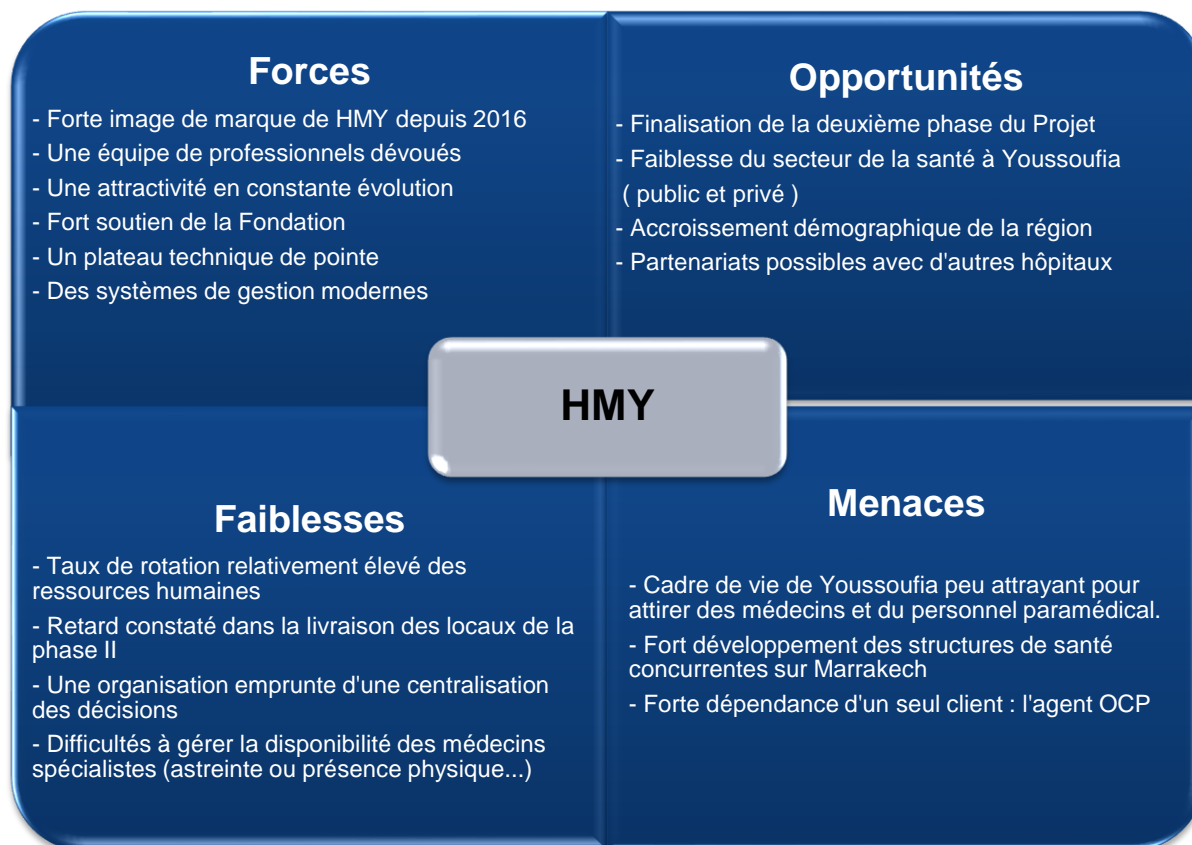 Forces
- Forte image de marque de HMY depuis 2016
- Une équipe de professionnels dévoués
- Une attractivité en constante évolution
- Fort soutien de la Fondation
- Un plateau technique de pointe
- Des systèmes de gestion modernes
Opportunités
- Finalisation de la deuxième phase du Projet
- Faiblesse du secteur de la santé à Youssoufia
( public et privé )
- Accroissement démographique de la région
- Partenariats possibles avec d'autres hôpitaux
HMY
Faiblesses
- Taux de rotation relativement élevé des
ressources humaines
- Retard constaté dans la livraison des locaux de la
phase II
- Une organisation emprunte d'une centralisation
des décisions
- Difficultés à gérer la disponibilité des médecins
spécialistes (astreinte ou présence physique...)
Menaces
- Cadre de vie de Youssoufia peu attrayant pour
attirer des médecins et du personnel paramédical.
- Fort développement des structures de santé
concurrentes sur Marrakech
- Forte dépendance d'un seul client : l'agent OCP